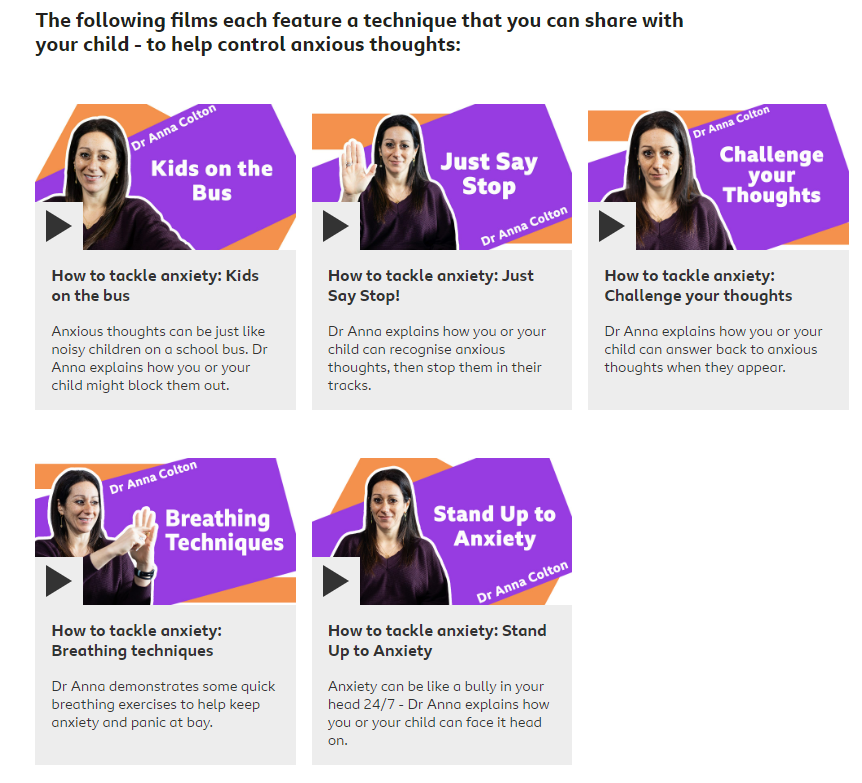 The following films each feature a technique that you can share with
your child - to help control anxious thoughts:
Dr Anna Colton
Kids on the
Bus
How to tackle anxiety: Kids
on the bus
Anxious thoughts can be just like
noisy children on a school bus. Dr
Anna explains how you or your
child might block them out.
Just Say
Stop
Dr Anna Colton
How to tackle anxiety: Just
Say Stop!
Dr Anna explains how you or your
child can recognise anxious
thoughts, then stop them in their
tracks.
Dr Anna Colton
Challenge
your
Thoughts
How to tackle anxiety:
Challenge your thoughts
Dr Anna explains how you or your
child can answer back to anxious
thoughts when they appear.
Dr Anna Colton
Breathing
Techniques
How to tackle anxiety:
Breathing techniques
Dr Anna demonstrates some quick
breathing exercises to help keep
anxiety and panic at bay.
Stand Up to
Anxiety
Dr Anna Colton
How to tackle anxiety: Stand
Up to Anxiety
Anxiety can be like a bully in your
head 24/7 - Dr Anna explains how
you or your child can face it head
on.